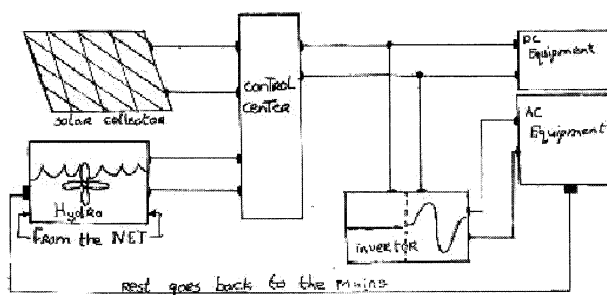 Solar collector
CONTROL
CENTER
DC
Equipment
AC
Equipment
Hydro
From the NET
INVERTOR
Rest goes back to the mains